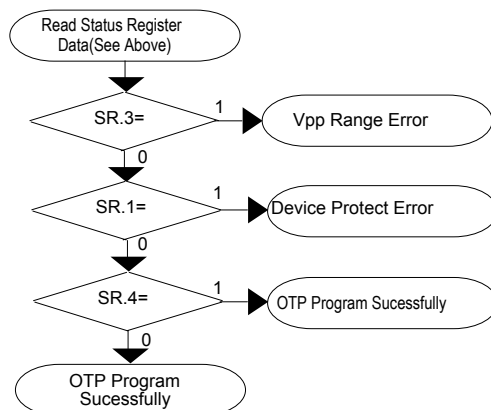 Read Status Register
Data(See Above)
SR.3=
1
Vpp Range Error
0
SR.1=
1
Device Protect Error
0
SR.4=
1
OTP Program Sucessfully
0
OTP Program
Sucessfully